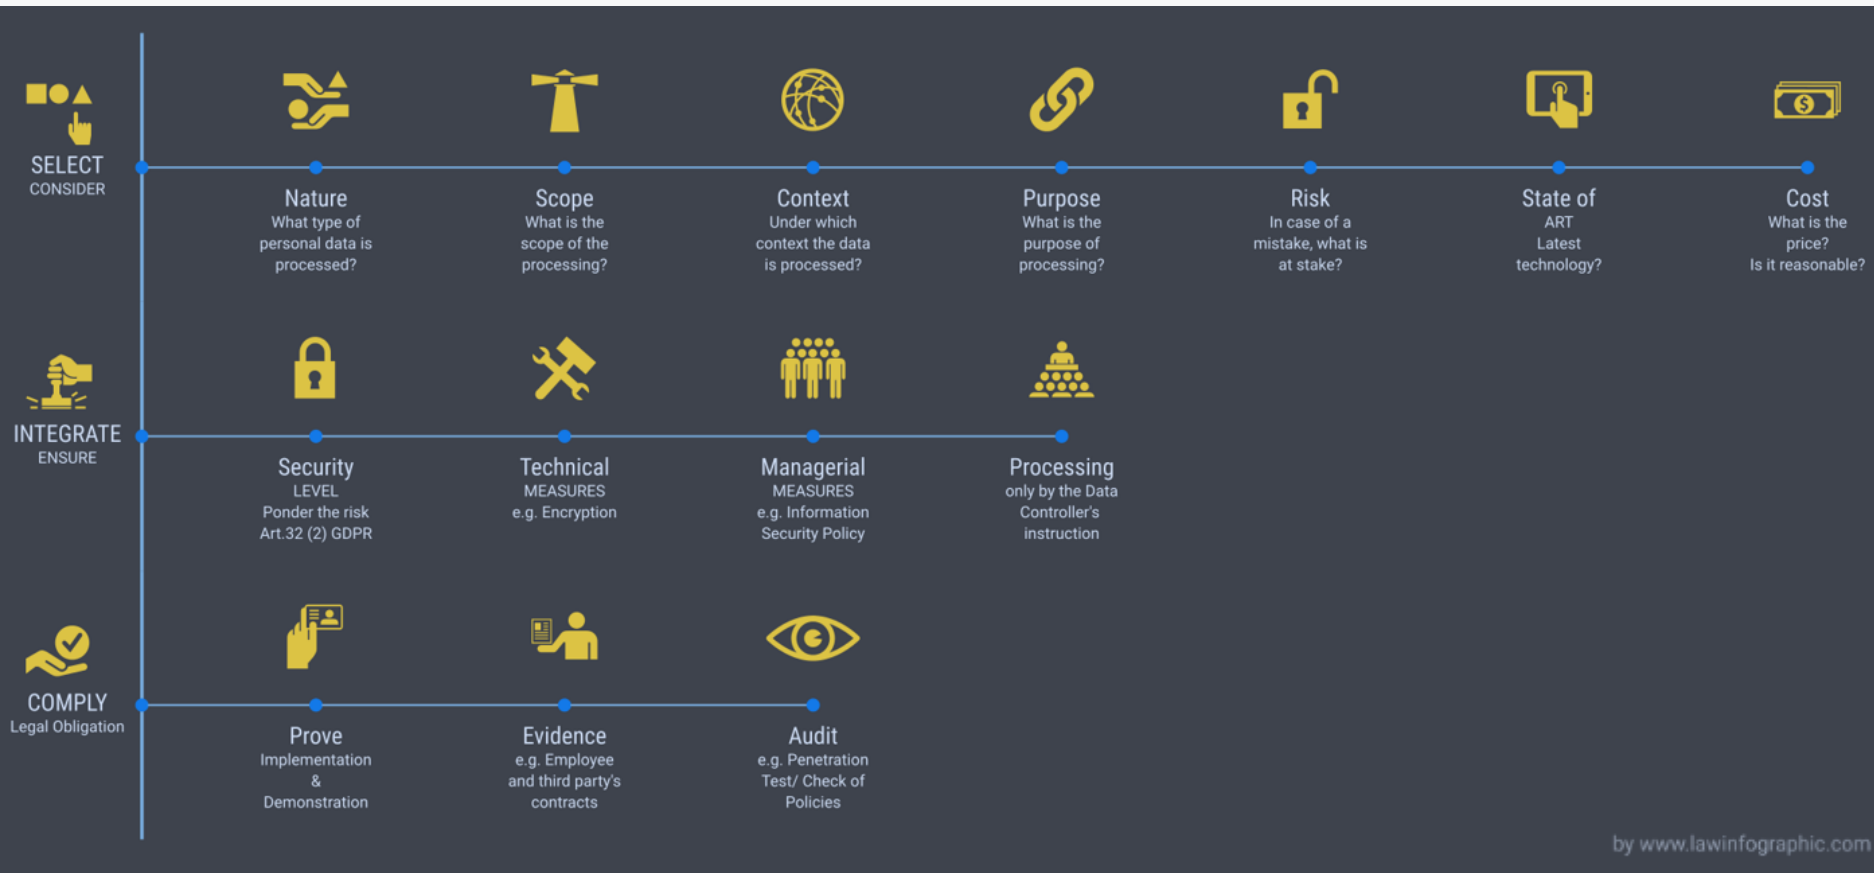 SELECT
CONSIDER
Nature
What type of
personal data is
processed?
Scope
What is the
scope of the
processing?
Context
Under which
context the data
is processed?
Purpose
What is the
purpose of
processing?
Risk
In case of a
mistake, what is
at stake?
State of
ART
Latest
technology?
Cost
What is the
price?
Is it reasonable?
INTEGRATE
ENSURE
Security
LEVEL
Ponder the risk
Art.32 (2) GDPR
Technical
MEASURES
e.g. Encryption
Managerial
MEASURES
e.g. Information
Security Policy
Processing
only by the Data
Controller's
instruction
COMPLY
Legal Obligation
Prove
Implementation
&
Demonstration
Evidence
e.g. Employee
and third party's
contracts
Audit
e.g. Penetration
Test/ Check of
Policies
by www.lawinfographic.com